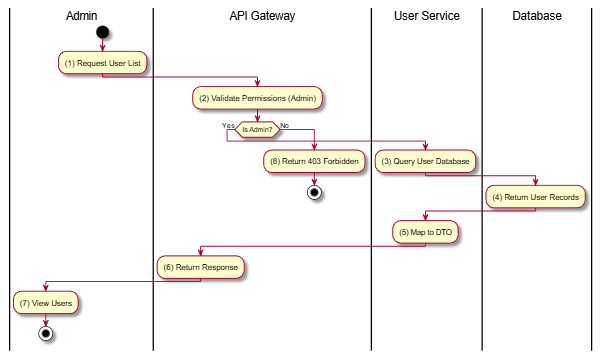 Admin
API Gateway
User Service
Database
(1) Request User List
(2) Validate Permissions (Admin)
Yes
Is Admin?
No
(8) Return 403 Forbidden
(3) Query User Database
(4) Return User Records
(5) Map to DTO
(6) Return Response
(7) View Users